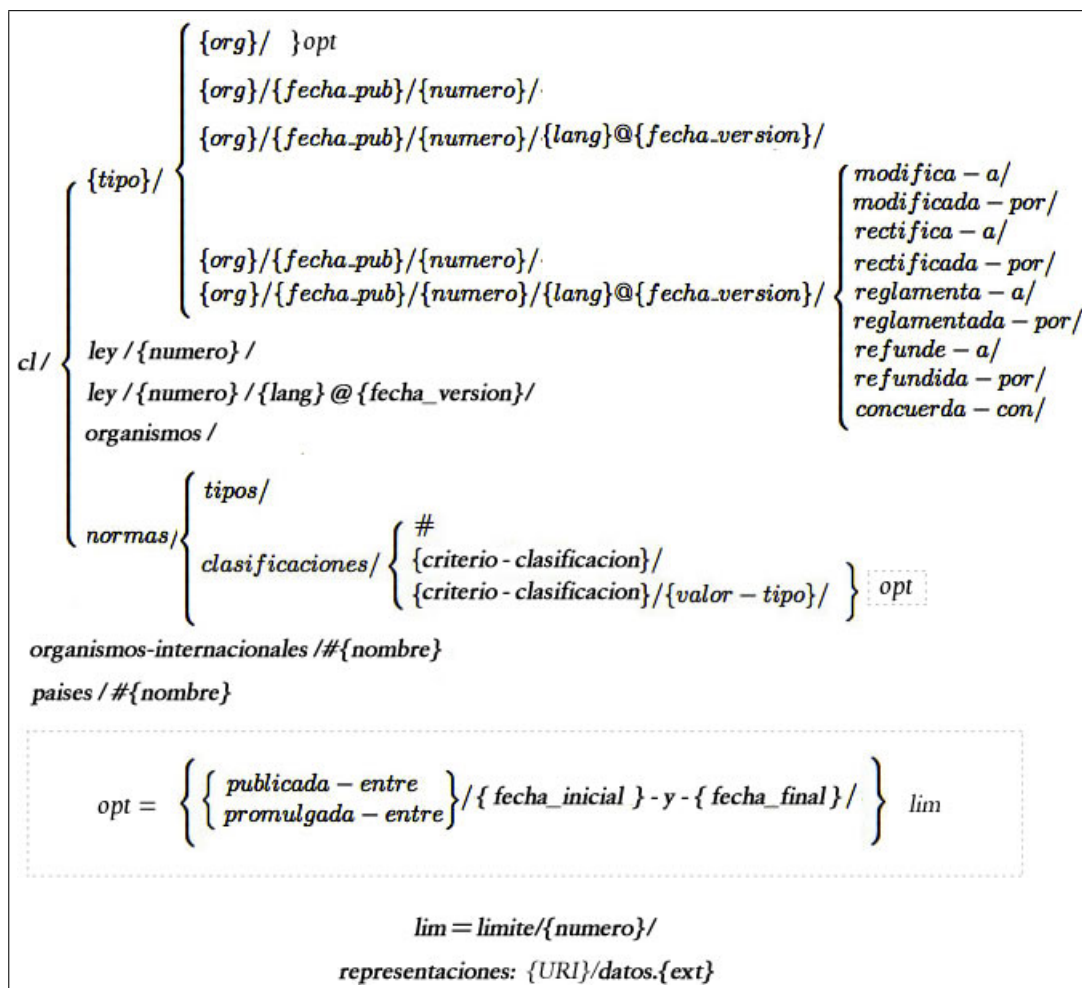 {org}/ }opt
{org}/{fecha_pub}/{numero}/
{org}/{fecha_pub}/{numero}/{lang}@{fecha_version}/
{tipo}/
modifica - a/
modificada - por/
rectifica - a/
{org}/{fecha_pub}/{numero}/
rectificada - por/
{org}/{fecha_pub}/{numero}/{lang}@{fecha_version}/
reglamenta - a/
reglamentada - por/
refunde - a/
refundida - por/
concuerda - con/
cl/
ley /{numero} /
ley /{numero} /{lang} @ {fecha_version}/
organismos /
normas/
tipos/
clasificaciones/
#
{criterio - clasificacion}/
{criterio - clasificacion}/{valor - tipo}/ } opt
organismos-internacionales /#{nombre}
paises / #{nombre}
opt = { { publicada - entre
promulgada - entre } /{ fecha_inicial } - y - { fecha_final } / } lim
lim = limite/{numero}/
representaciones: {URI}/datos.{ext}